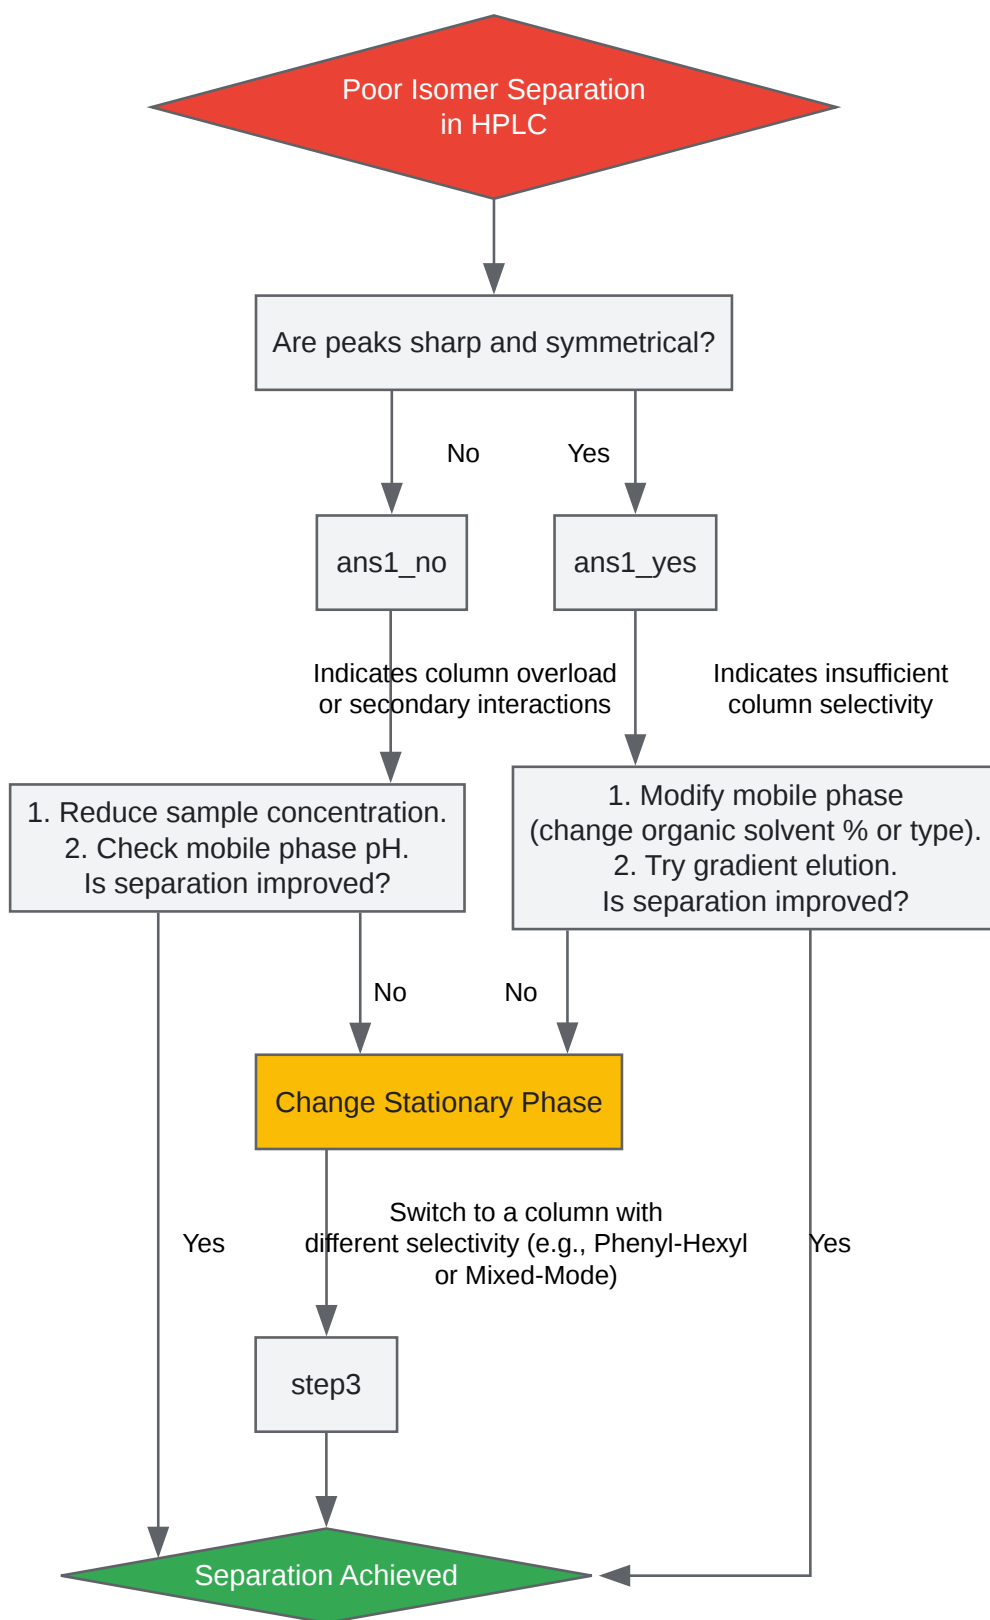 Poor Isomer Separation
in HPLC
Are peaks sharp and symmetrical?
No
Yes
ans1_no
ans1_yes
Indicates column overload
or secondary interactions
Indicates insufficient
column selectivity
1. Reduce sample concentration.
2. Check mobile phase pH.
Is separation improved?
1. Modify mobile phase
(change organic solvent % or type).
2. Try gradient elution.
Is separation improved?
No
No
Change Stationary Phase
Yes
Switch to a column with
different selectivity (e.g., Phenyl-Hexyl
or Mixed-Mode)
Yes
step3
Separation Achieved